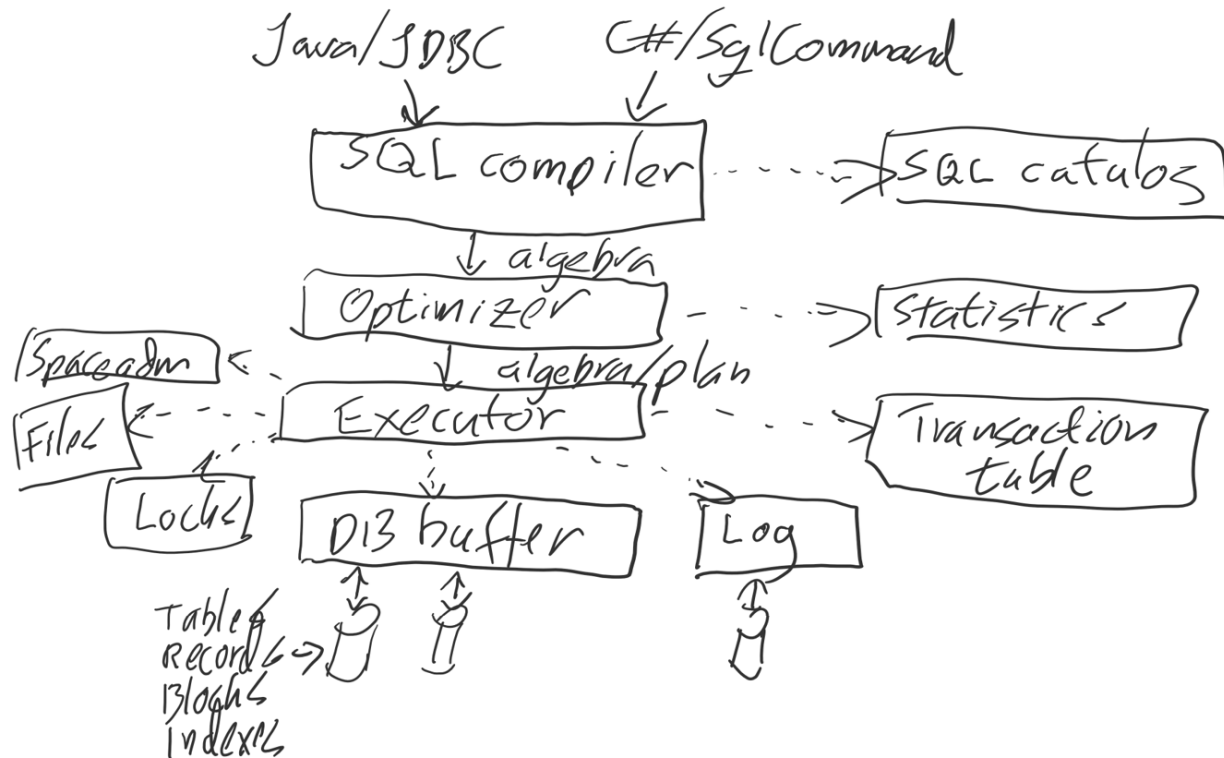 Java/JDBC
C#/SqlCommand
SQL compiler
SQL catalog
algebra
Optimizer
Statistics
Spaceadm
algebra/plan
Files
Executor
Transaction
table
Locks
DB buffer
Log
Tables
Records
Blocks
Indexes